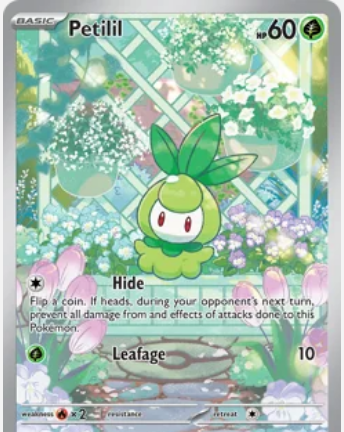 BASIC Petilil HP60
Hide
Flip a coin. If heads, during your opponent's next turn,
prevent all damage from and effects of attacks done to this
Pokémon.
Leafage 10
weakness ×2 resistance retreat